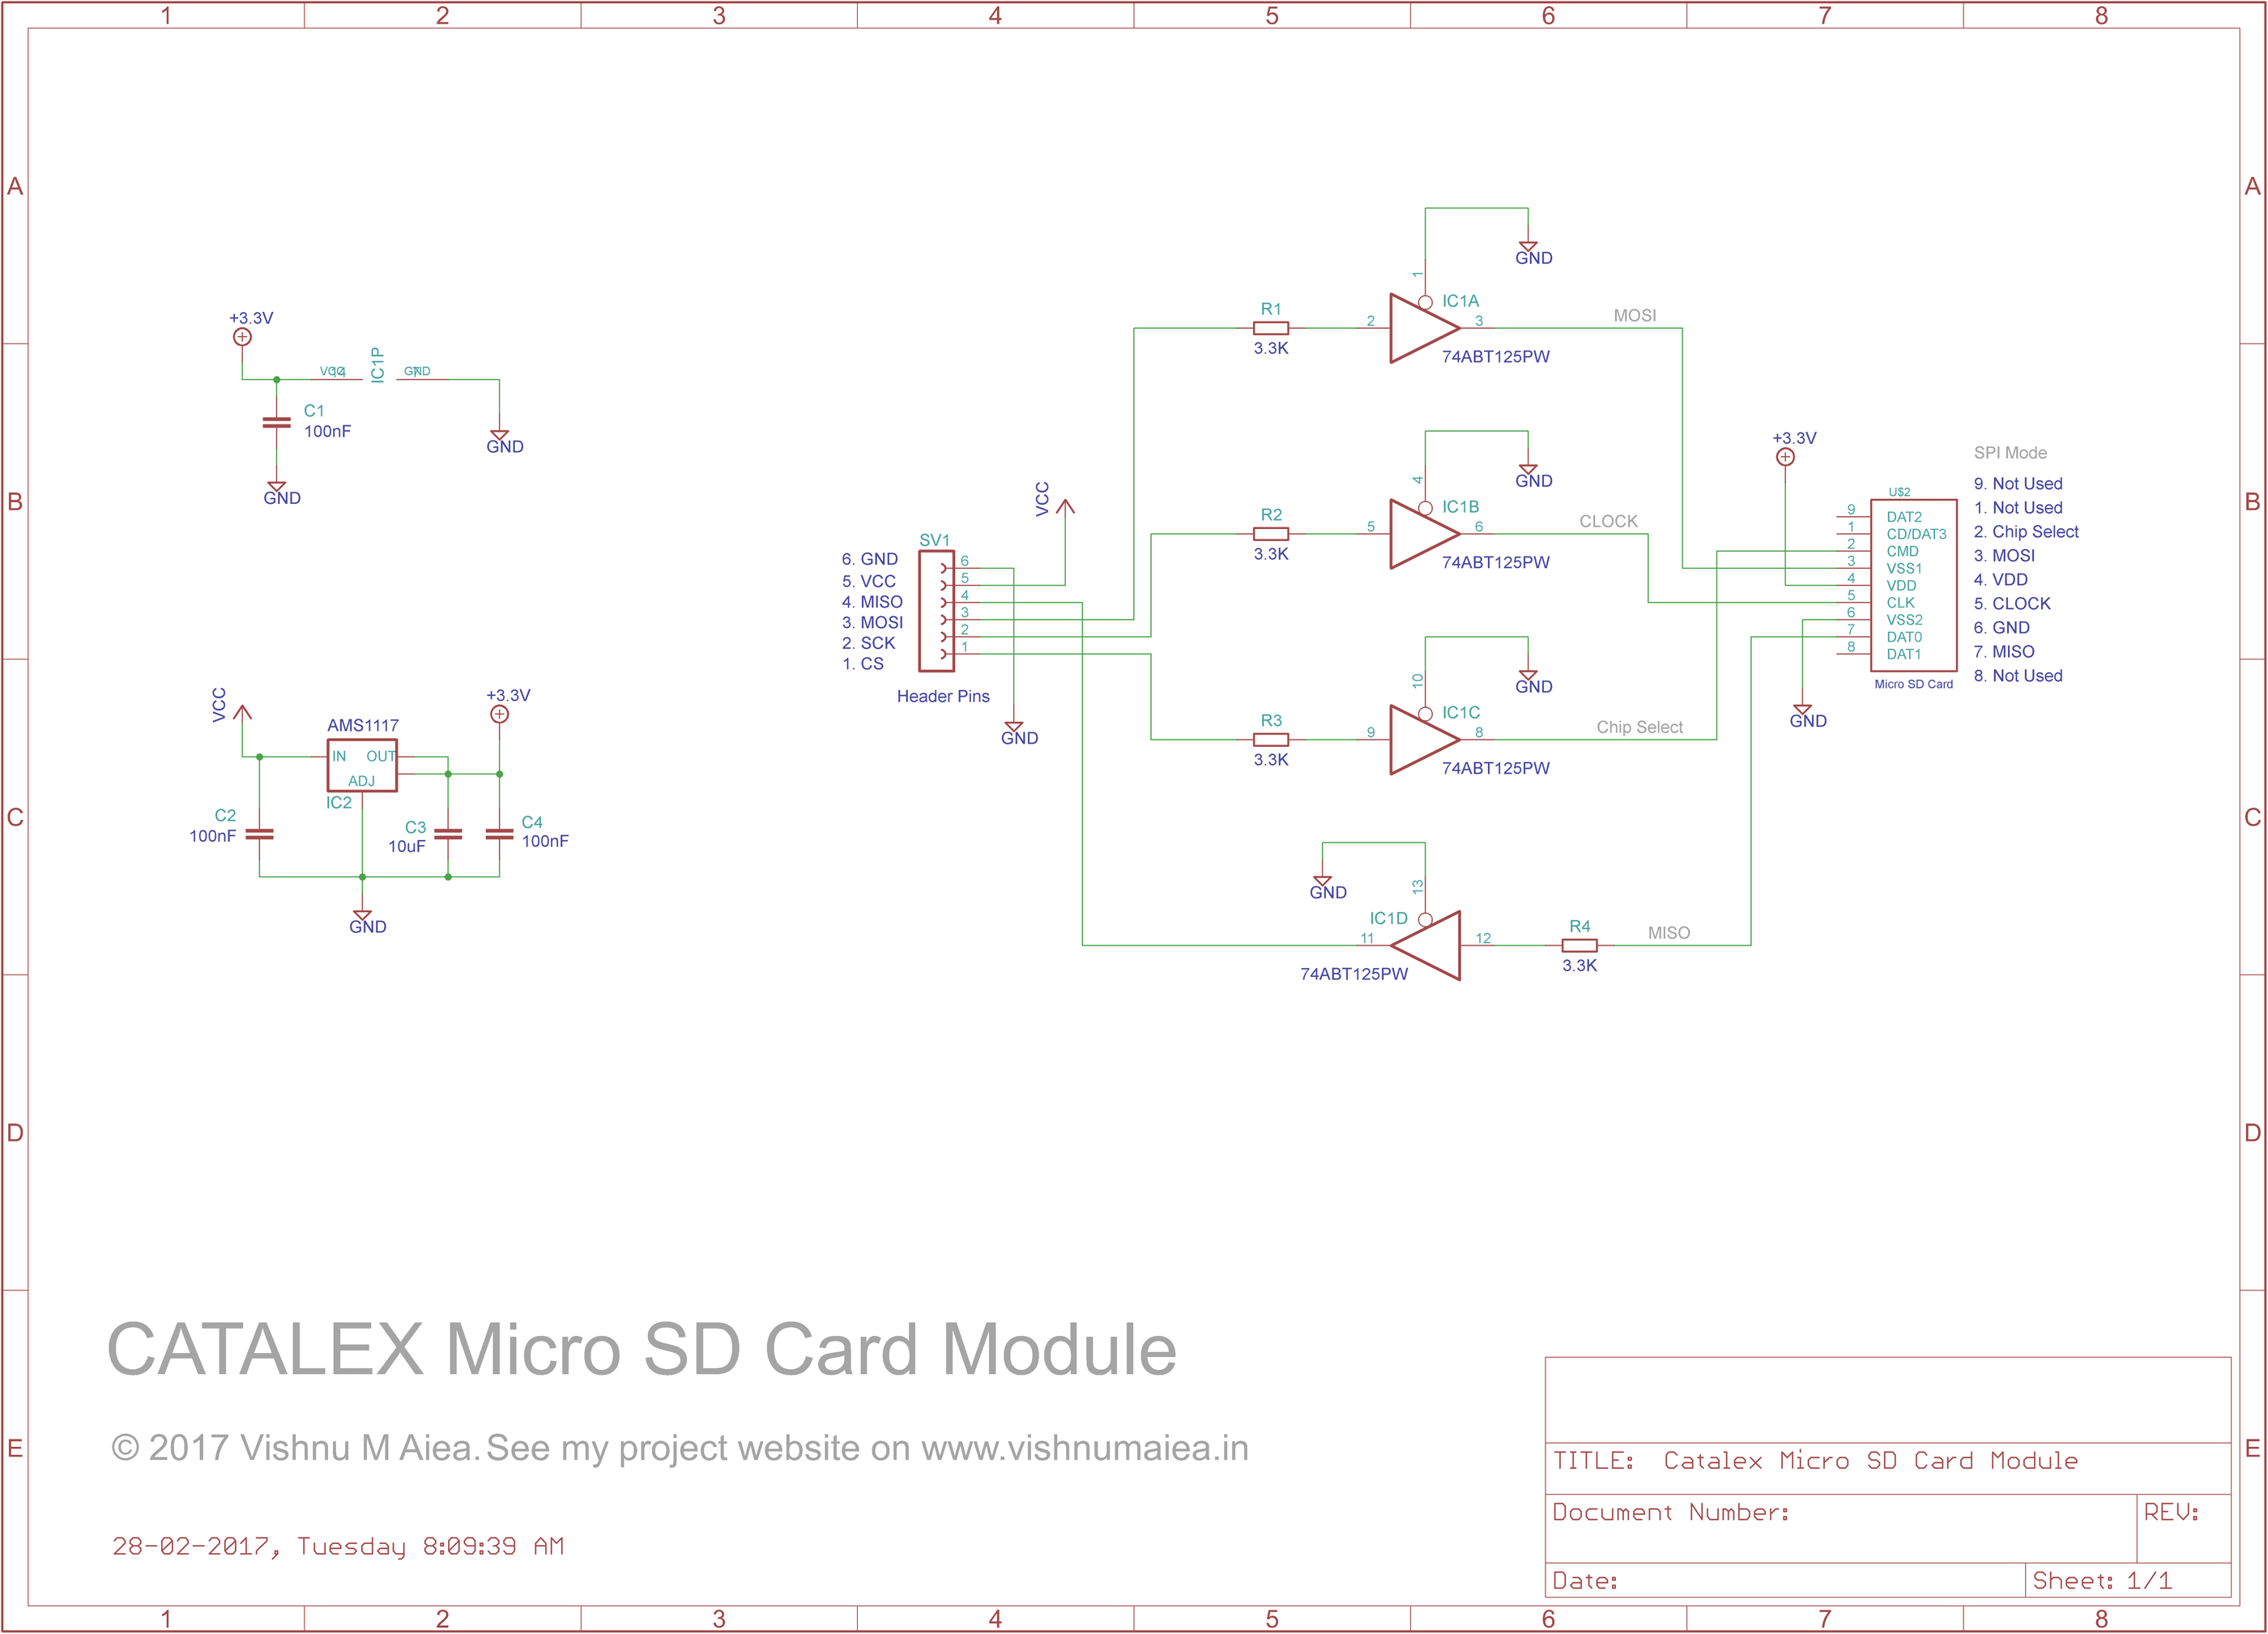 1 2 3 4 5 6 7 8
A A
B B
C C
D D
E E
+3.3V
VCC 14 IC1P GND 7
C1
100nF
GND
GND
VCC
+3.3V
AMS1117
IN OUT
ADJ
IC2
C2
100nF
C3
10uF
C4
100nF
GND
VCC
SV1
6. GND 6
5. VCC 5
4. MISO 4
3. MOSI 3
2. SCK 2
1. CS 1
Header Pins
GND
GND
1
R1 IC1A
2 3 MOSI
3.3K 74ABT125PW
GND
4
R2 IC1B
5 6 CLOCK
3.3K 74ABT125PW
GND
10
R3 IC1C
9 8 Chip Select
3.3K 74ABT125PW
GND
13
IC1D R4
11 12 MISO
74ABT125PW 3.3K
+3.3V
U$2
9 DAT2
1 CD/DAT3
2 CMD
3 VSS1
4 VDD
5 CLK
6 VSS2
7 DAT0
8 DAT1
Micro SD Card
GND
SPI Mode
9. Not Used
1. Not Used
2. Chip Select
3. MOSI
4. VDD
5. CLOCK
6. GND
7. MISO
8. Not Used
CATALEX Micro SD Card Module
© 2017 Vishnu M Aiea. See my project website on www.vishnumaiea.in
28-02-2017, Tuesday 8:09:39 AM
TITLE: Catalex Micro SD Card Module
Document Number: REV:
Date: Sheet: 1/1
1 2 3 4 5 6 7 8